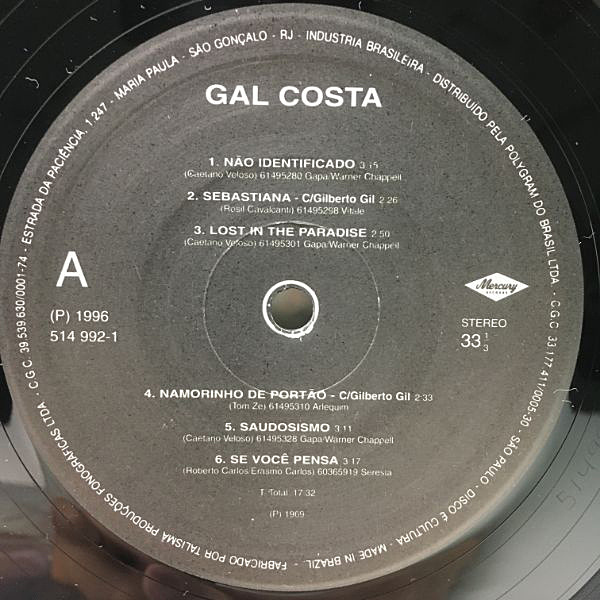 C.G.C. 39.539.630/0001-74 - ESTRADA DA PACIÊNCIA, 1.247 - MARIA PAULA - SÃO GONÇALO - RJ - INDUSTRIA BRASILEIRA - DISTRIBUIDO PELA POLYGRAM DO BRASIL LTDA. - C.G.C. 33.177.411/0005-30 - SÃO PAULO - DISCO É CULTURA - MADE IN BRAZIL - FABRICADO POR TALISMA PRODUÇÕES FONOGRAFICAS LTDA -
GAL COSTA
1. NÃO IDENTIFICADO 3:15
(Caetano Veloso) 61495280 Gapa/Warner Chappell
2. SEBASTIANA - C/Gilberto Gil 2:26
(Rosil Cavalcanti) 61495298 Vitale
3. LOST IN THE PARADISE 2:50
(Caetano Veloso) 61495301 Gapa/Warner Chappell
A
(P) 1996
514 992-1
Mercury
RECORDS
STEREO
33 1/3
4. NAMORINHO DE PORTÃO - C/Gilberto Gil 2:33
(Tom Zé) 61495310 Arlequim
5. SAUDOSISMO 3:11
(Caetano Veloso) 61495328 Gapa/Warner Chappell
6. SE VOCÊ PENSA 3:17
(Roberto Carlos Erasmo Carlos) 60365919 Seresta
T.Total: 17:32
(P) 1969